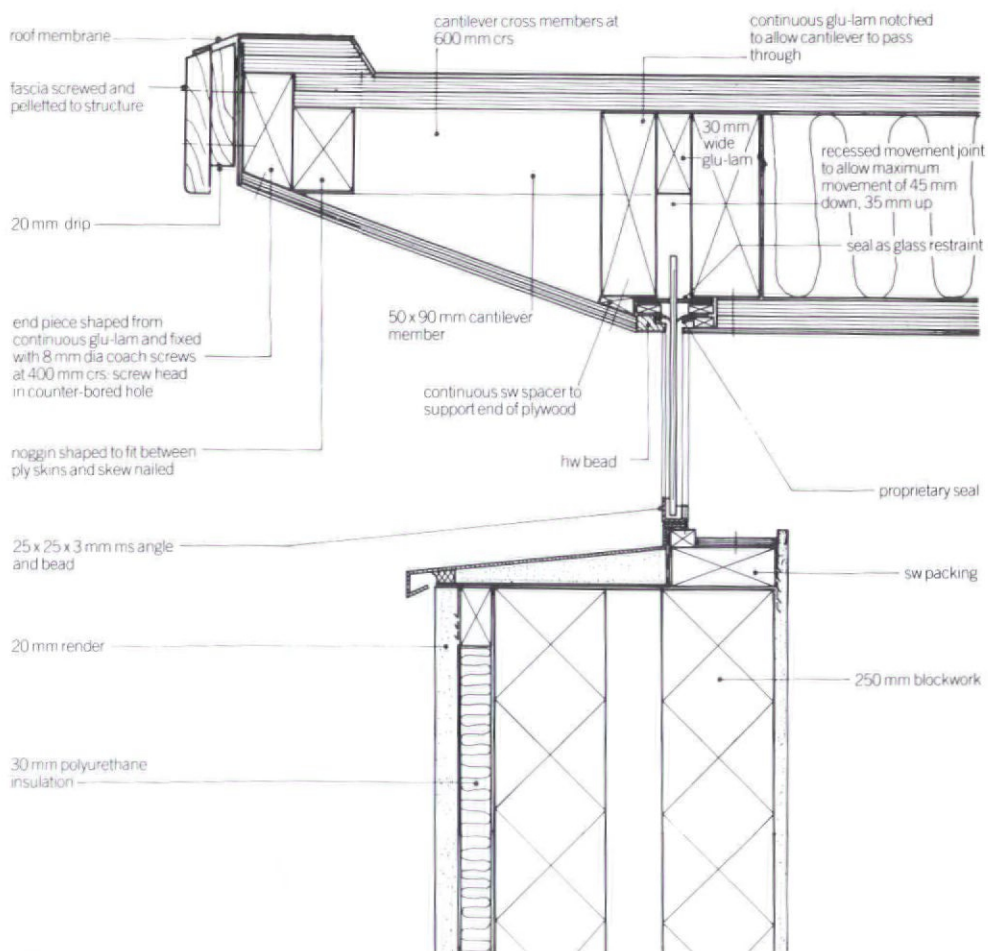 roof membrane
cantilever cross members at
600 mm crs
continuous glu-lam notched
to allow cantilever to pass
through
fascia screwed and
pelletted to structure
30 mm
wide
glu-lam
recessed movement joint
to allow maximum
movement of 45 mm
down, 35 mm up
20 mm drip
seal as glass restraint
end piece shaped from
continuous glu-lam and fixed
with 8 mm dia coach screws
at 400 mm crs: screw head
in counter-bored hole
50 x 90 mm cantilever
member
continuous sw spacer to
support end of plywood
noggin shaped to fit between
ply skins and skew nailed
hw bead
proprietary seal
25 x 25 x 3 mm ms angle
and bead
sw packing
20 mm render
250 mm blockwork
30 mm polyurethane
insulation